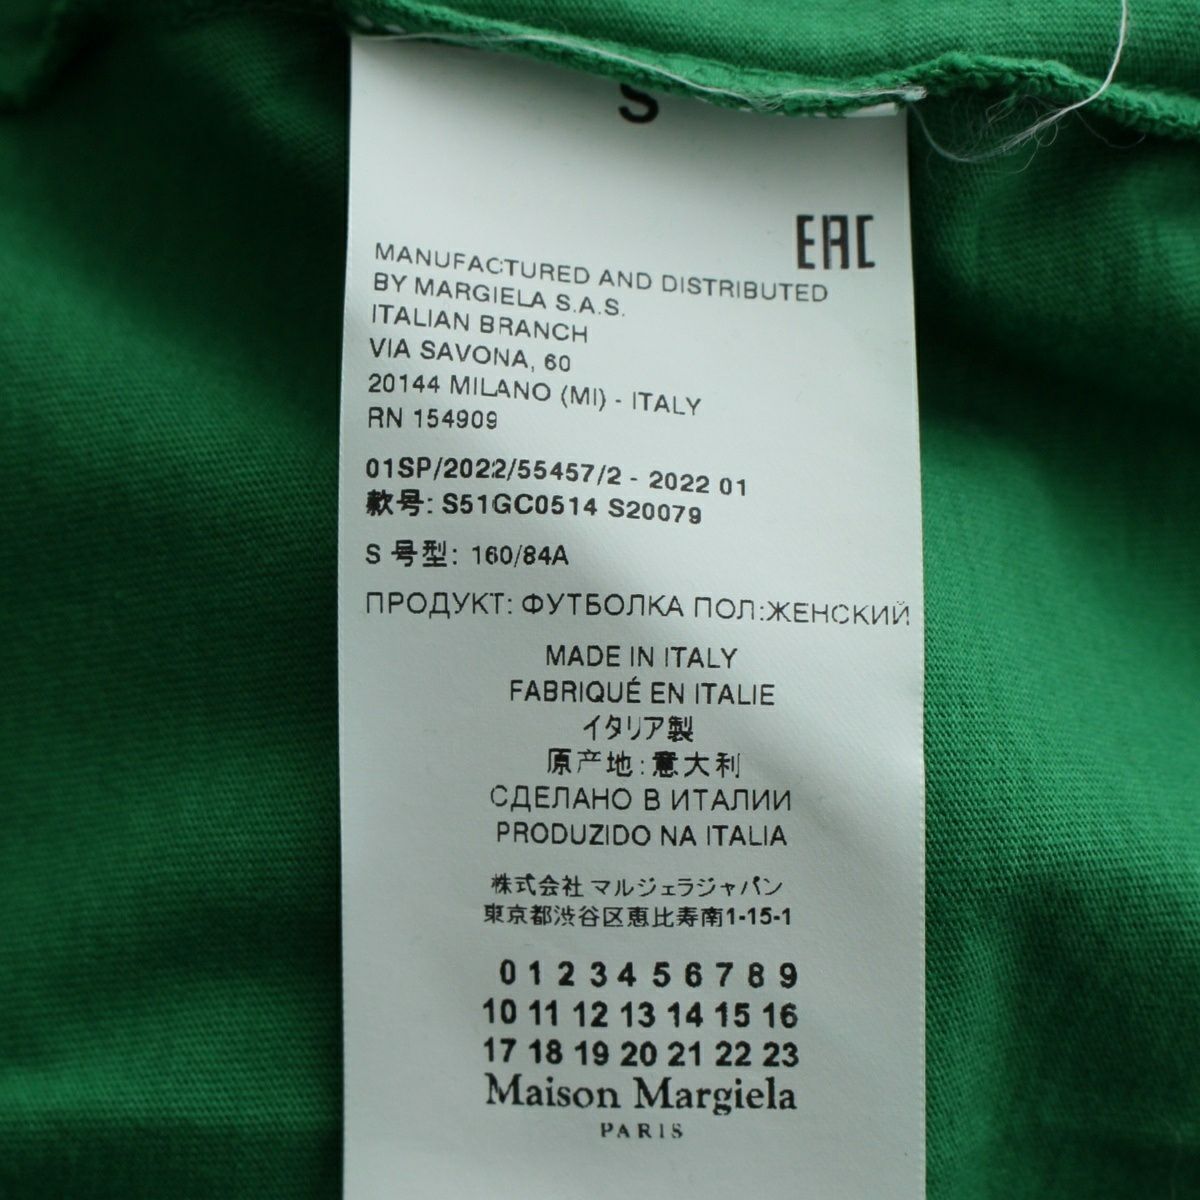 S
EAC
MANUFACTURED AND DISTRIBUTED
BY MARGIELA S.A.S.
ITALIAN BRANCH
VIA SAVONA, 60
20144 MILANO (MI) - ITALY
RN 154909
01SP/2022/55457/2 - 2022 01
款号: S51GC0514 S20079
S 号型: 160/84A
ПРОДУКТ: ФУТБОЛКА ПОЛ:ЖЕНСКИЙ
MADE IN ITALY
FABRIQUÉ EN ITALIE
イタリア製
原产地:意大利
СДЕЛАНО В ИТАЛИИ
PRODUZIDO NA ITALIA
株式会社 マルジェラジャパン
東京都渋谷区恵比寿南1-15-1
0 1 2 3 4 5 6 7 8 9
10 11 12 13 14 15 16
17 18 19 20 21 22 23
Maison Margiela
PARIS